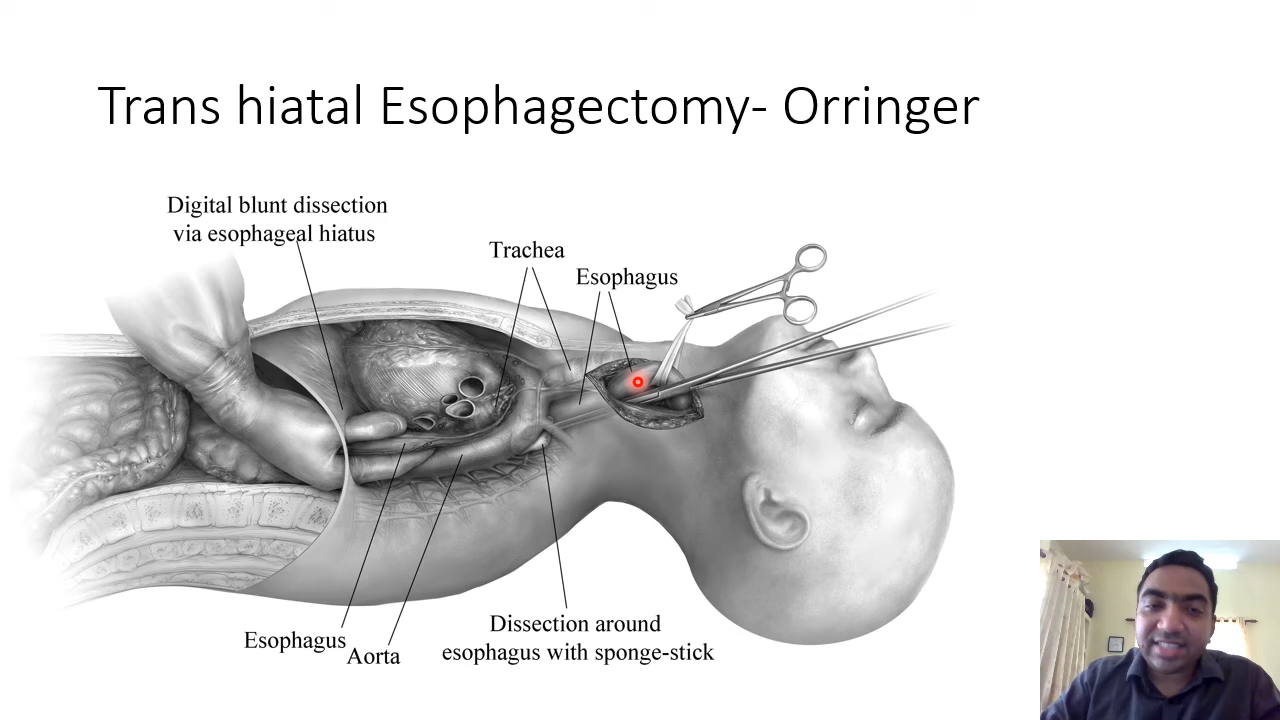 Trans hiatal Esophagectomy- Orringer
Digital blunt dissection
via esophageal hiatus
Trachea
Esophagus
Esophagus
Aorta
Dissection around
esophagus with sponge-stick